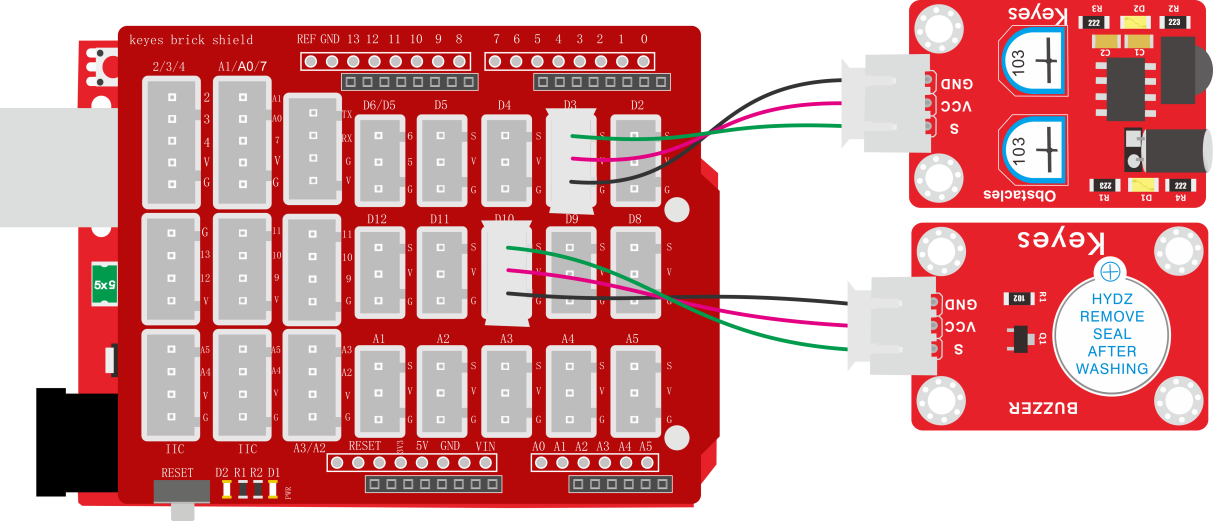 keyes brick shield
REF GND 13 12 11 10 9 8
7 6 5 4 3 2 1 0
2/3/4
A1/A0/7
2
3
4
V
G
A1
A0
7
V
G
TX
RX
G
V
D6/D5
D5
D4
D3
D2
6
5
G
S
V
G
S
V
G
S
V
G
S
V
G
G
13
12
V
11
10
9
V
G
11
10
9
V
G
D12
D11
D10
D9
D8
S
V
G
S
V
G
S
V
G
S
V
G
S
V
G
A5
A4
V
G
A5
A4
V
G
A3
A2
V
G
A1
A2
A3
A4
A5
S
V
G
S
V
G
S
V
G
S
V
G
S
V
G
IIC
IIC
A3/A2
RESET 3V3 5V GND VIN
A0 A1 A2 A3 A4 A5
RESET
D2 R1 R2 D1
PWR
5x5
Keyes
R3
D2
R2
222
223
C2
C1
103
103
GND
VCC
S
Obstacles
223
222
R1
D1
R4
Keyes
GND
VCC
S
102
R1
Q1
HYDZ
REMOVE
SEAL
AFTER
WASHING
BUZZER